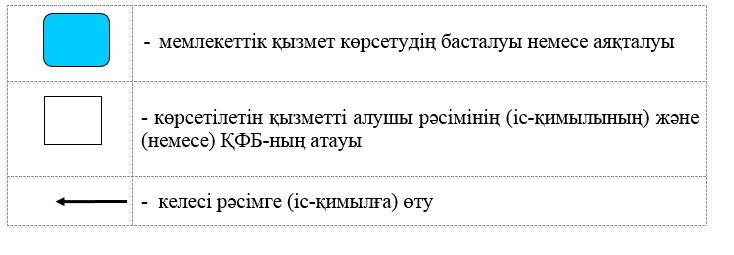 - мемлекеттік қызмет көрсетудің басталуы немесе аяқталуы
- көрсетілетін қызметті алушы рәсімінің (іс-қимылының) және
(немесе) ҚФБ-ның атауы
- келесі рәсімге (іс-қимылға) өту